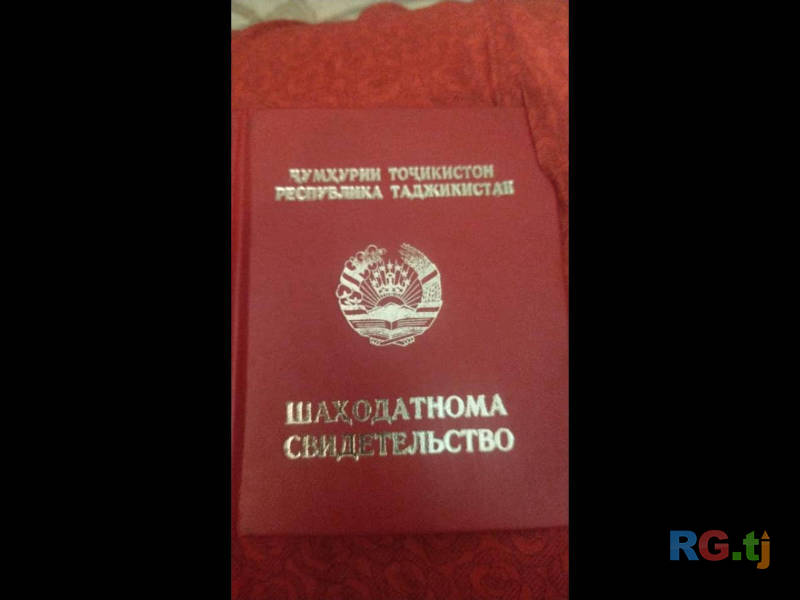 ҶУМҲУРИИ ТОҶИКИСТОН
РЕСПУБЛИКА ТАДЖИКИСТАН
ШАҲОДАТНОМА
СВИДЕТЕЛЬСТВО
RG.tj